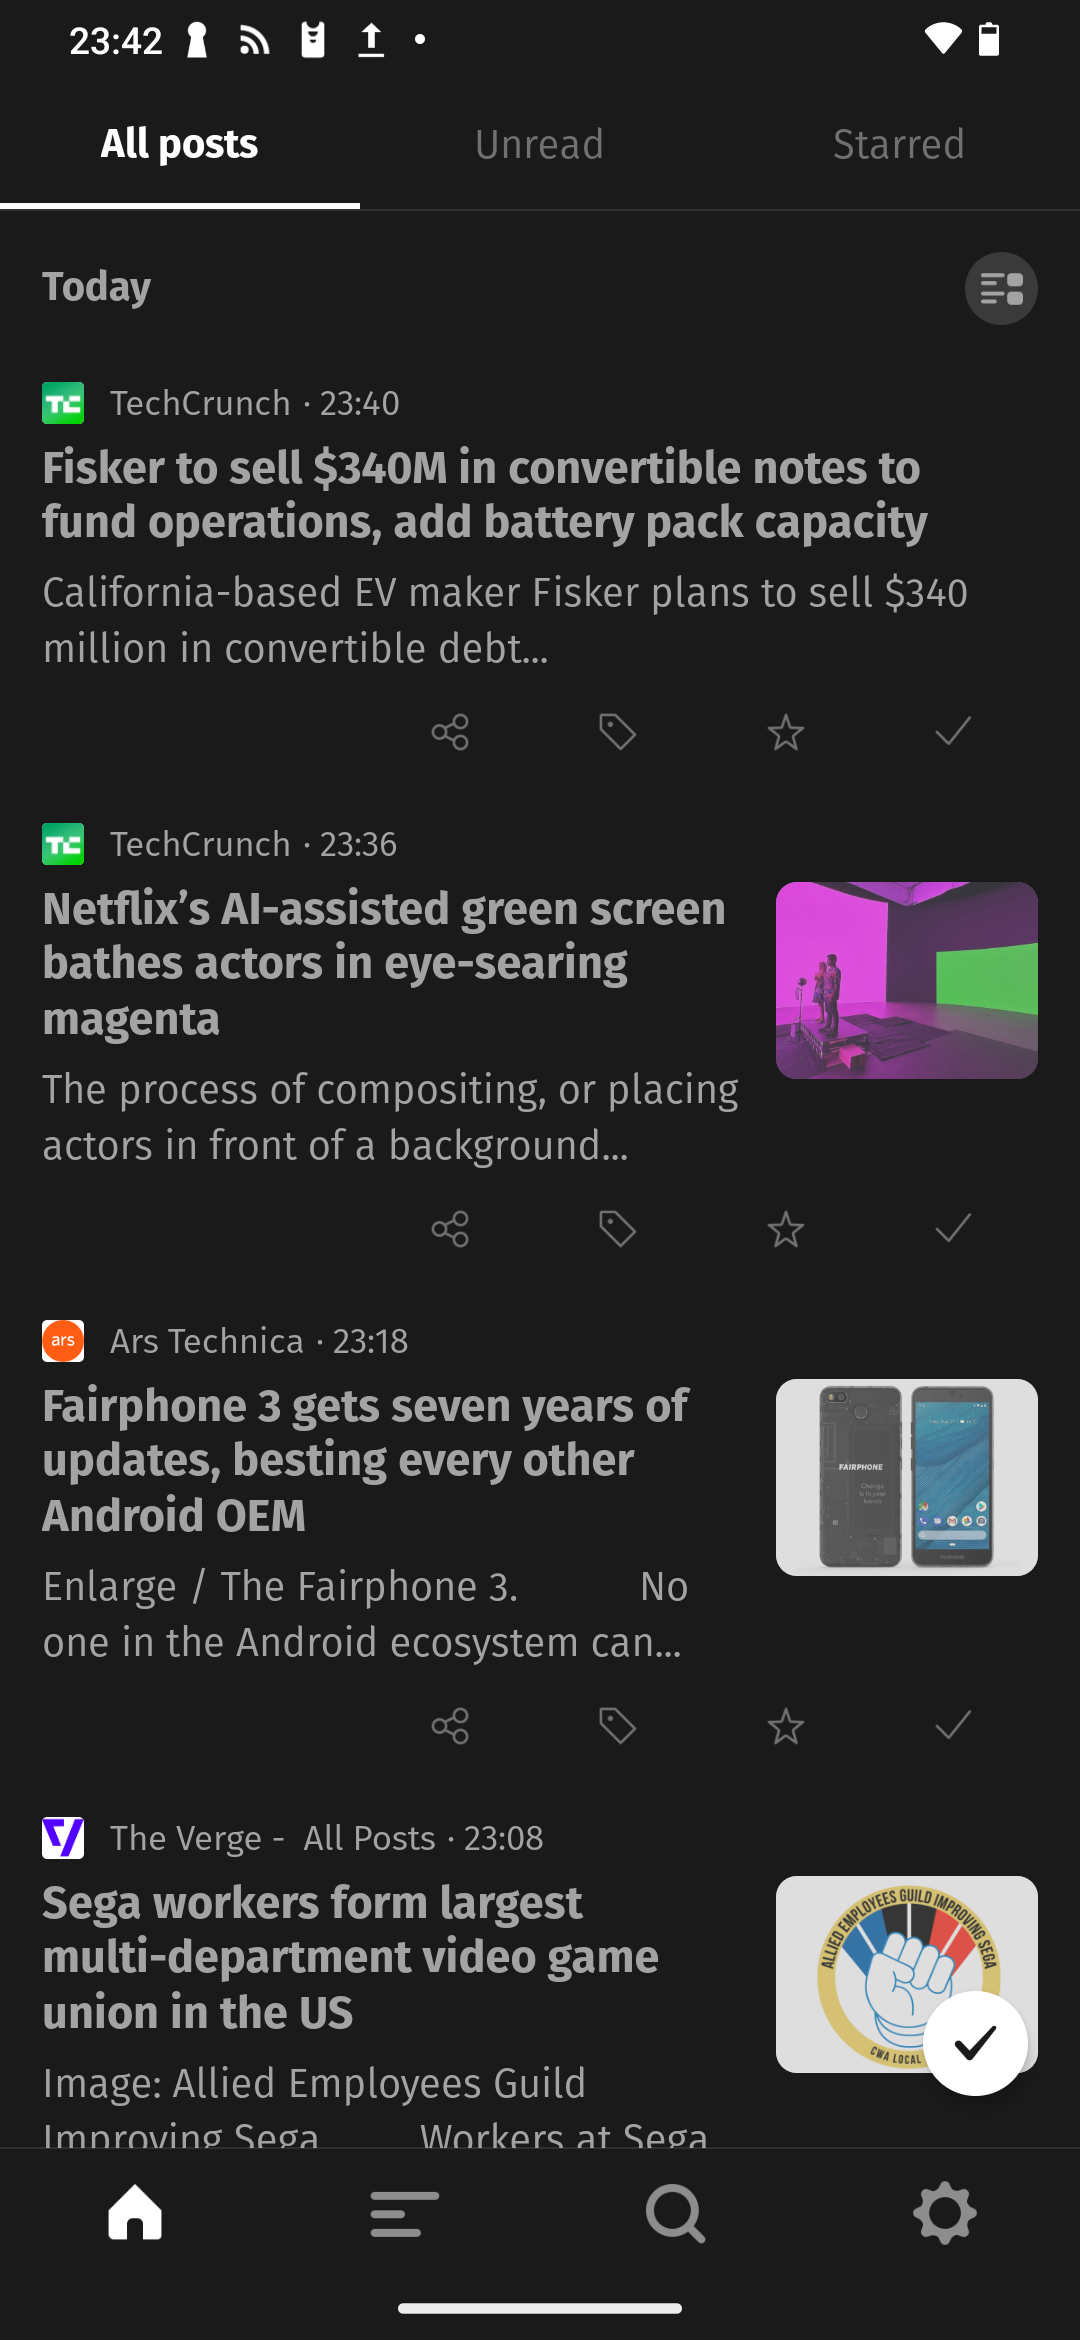 23:42
All posts
Unread
Starred
Today
TechCrunch · 23:40
Fisker to sell $340M in convertible notes to
fund operations, add battery pack capacity
California-based EV maker Fisker plans to sell $340
million in convertible debt...
TechCrunch · 23:36
Netflix’s AI-assisted green screen
bathes actors in eye-searing
magenta
The process of compositing, or placing
actors in front of a background...
ars
Ars Technica · 23:18
Fairphone 3 gets seven years of
updates, besting every other
Android OEM
FAIRPHONE
Change
is in your
hands
Enlarge / The Fairphone 3. No
one in the Android ecosystem can...
The Verge - All Posts · 23:08
Sega workers form largest
multi-department video game
union in the US
ALLIED EMPLOYEES GUILD IMPROVING SEGA
CWA LOCAL
Image: Allied Employees Guild
Improving Sega Workers at Sega